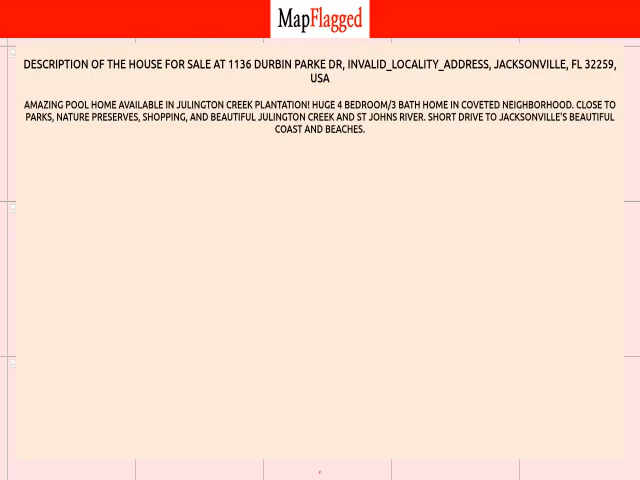 MapFlagged
DESCRIPTION OF THE HOUSE FOR SALE AT 1136 DURBIN PARKE DR, INVALID_LOCALITY_ADDRESS, JACKSONVILLE, FL 32259,
USA
AMAZING POOL HOME AVAILABLE IN JULINGTON CREEK PLANTATION! HUGE 4 BEDROOM/3 BATH HOME IN COVETED NEIGHBORHOOD. CLOSE TO
PARKS, NATURE PRESERVES, SHOPPING, AND BEAUTIFUL JULINGTON CREEK AND ST JOHNS RIVER. SHORT DRIVE TO JACKSONVILLE'S BEAUTIFUL
COAST AND BEACHES.